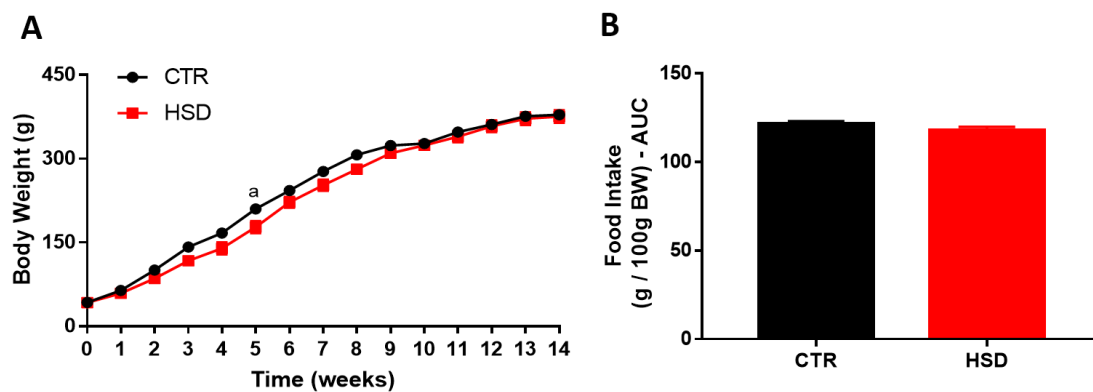 A
Body Weight (g)
450
300
150
0
CTR
HSD
a
0 1 2 3 4 5 6 7 8 9 10 11 12 13 14
Time (weeks)
B
Food Intake
(g / 100g BW) - AUC
150
100
50
0
CTR HSD